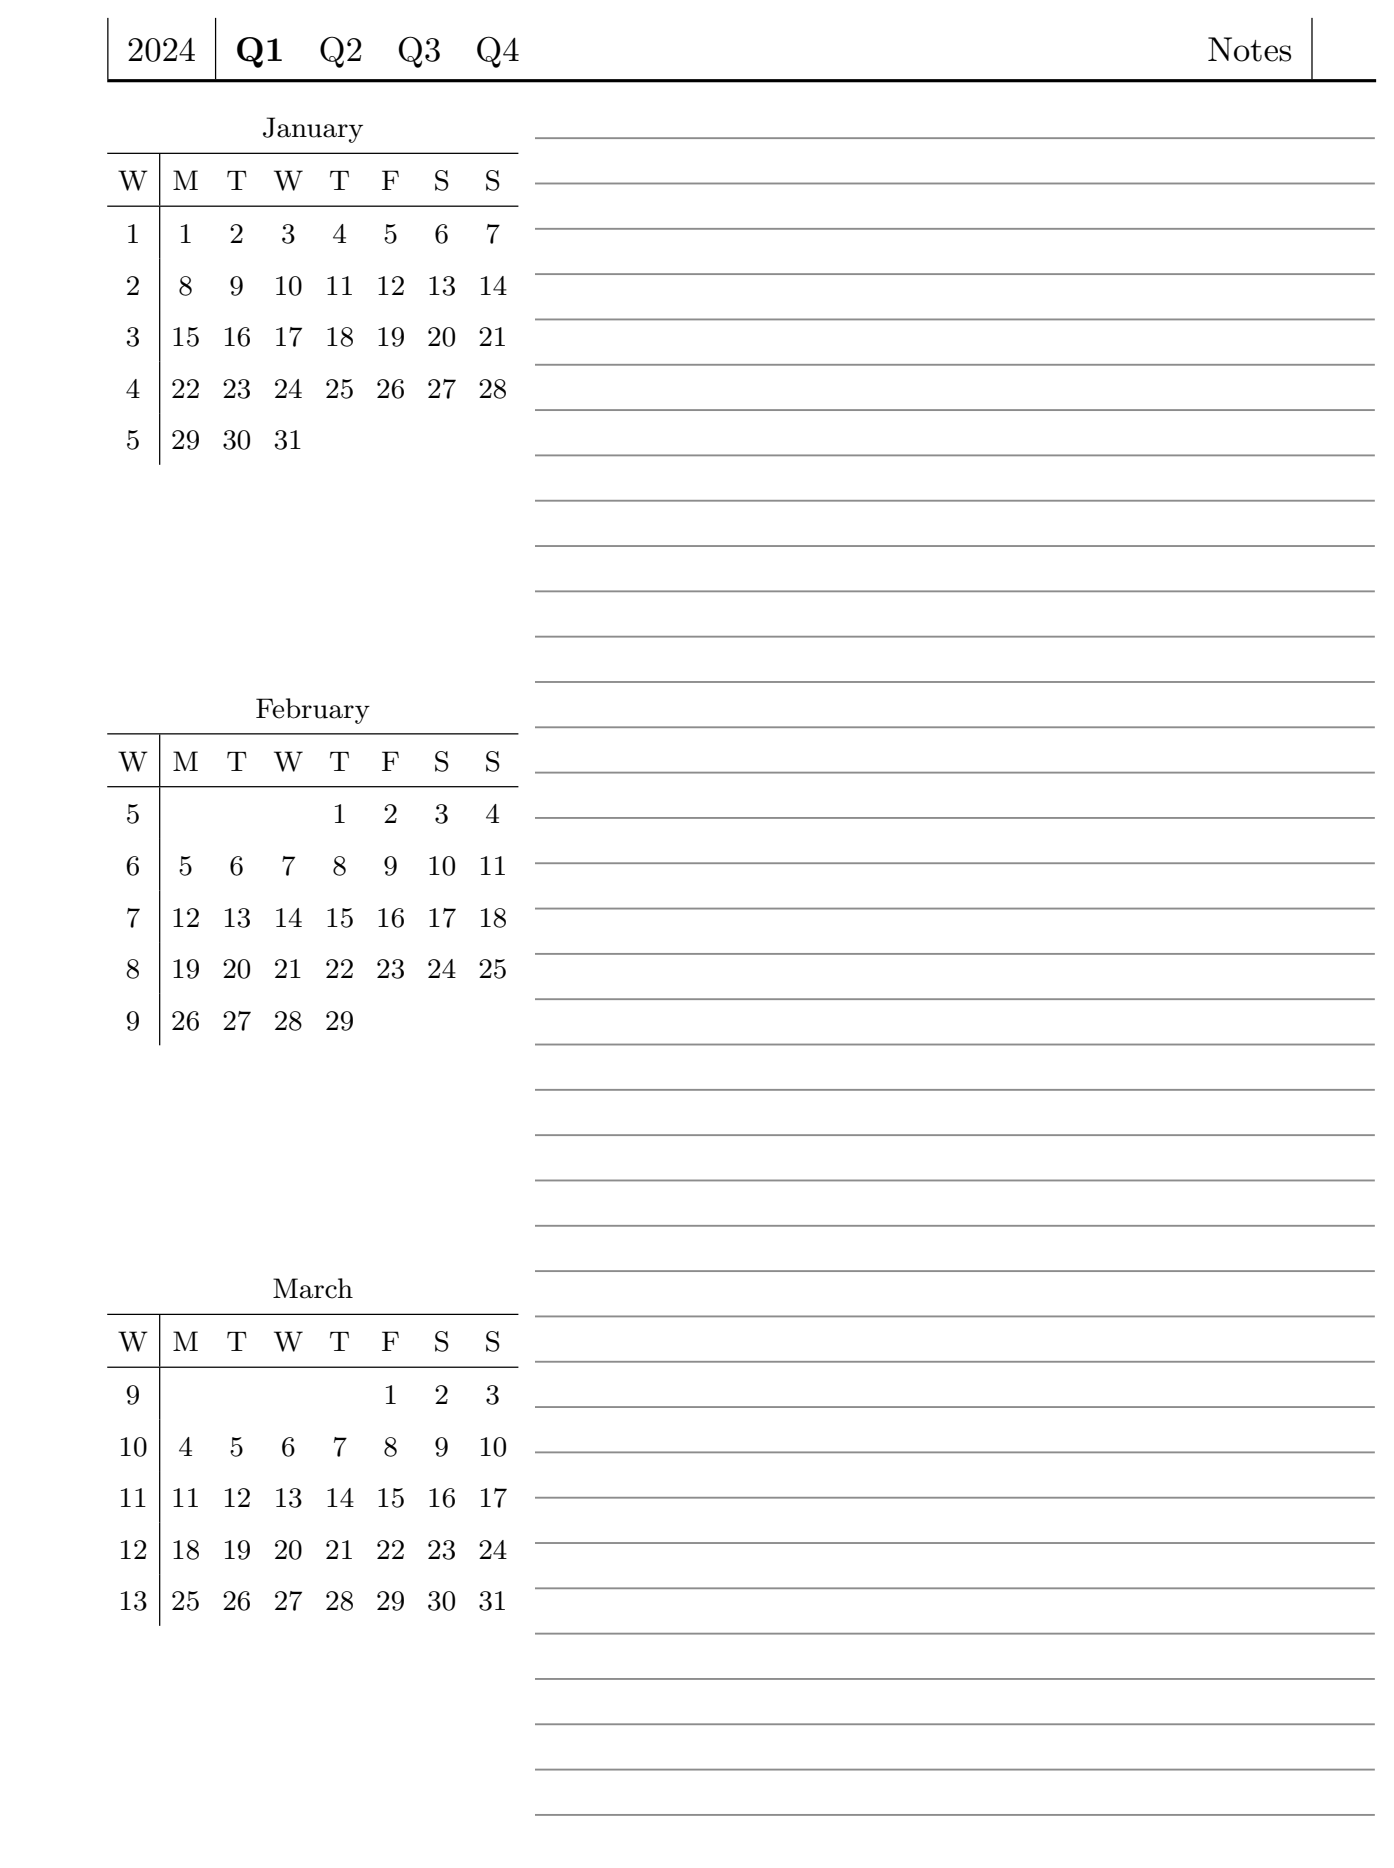 2024 Q1 Q2 Q3 Q4 Notes
January
W M T W T F S S
1 1 2 3 4 5 6 7
2 8 9 10 11 12 13 14
3 15 16 17 18 19 20 21
4 22 23 24 25 26 27 28
5 29 30 31
February
W M T W T F S S
5 1 2 3 4
6 5 6 7 8 9 10 11
7 12 13 14 15 16 17 18
8 19 20 21 22 23 24 25
9 26 27 28 29
March
W M T W T F S S
9 1 2 3
10 4 5 6 7 8 9 10
11 11 12 13 14 15 16 17
12 18 19 20 21 22 23 24
13 25 26 27 28 29 30 31